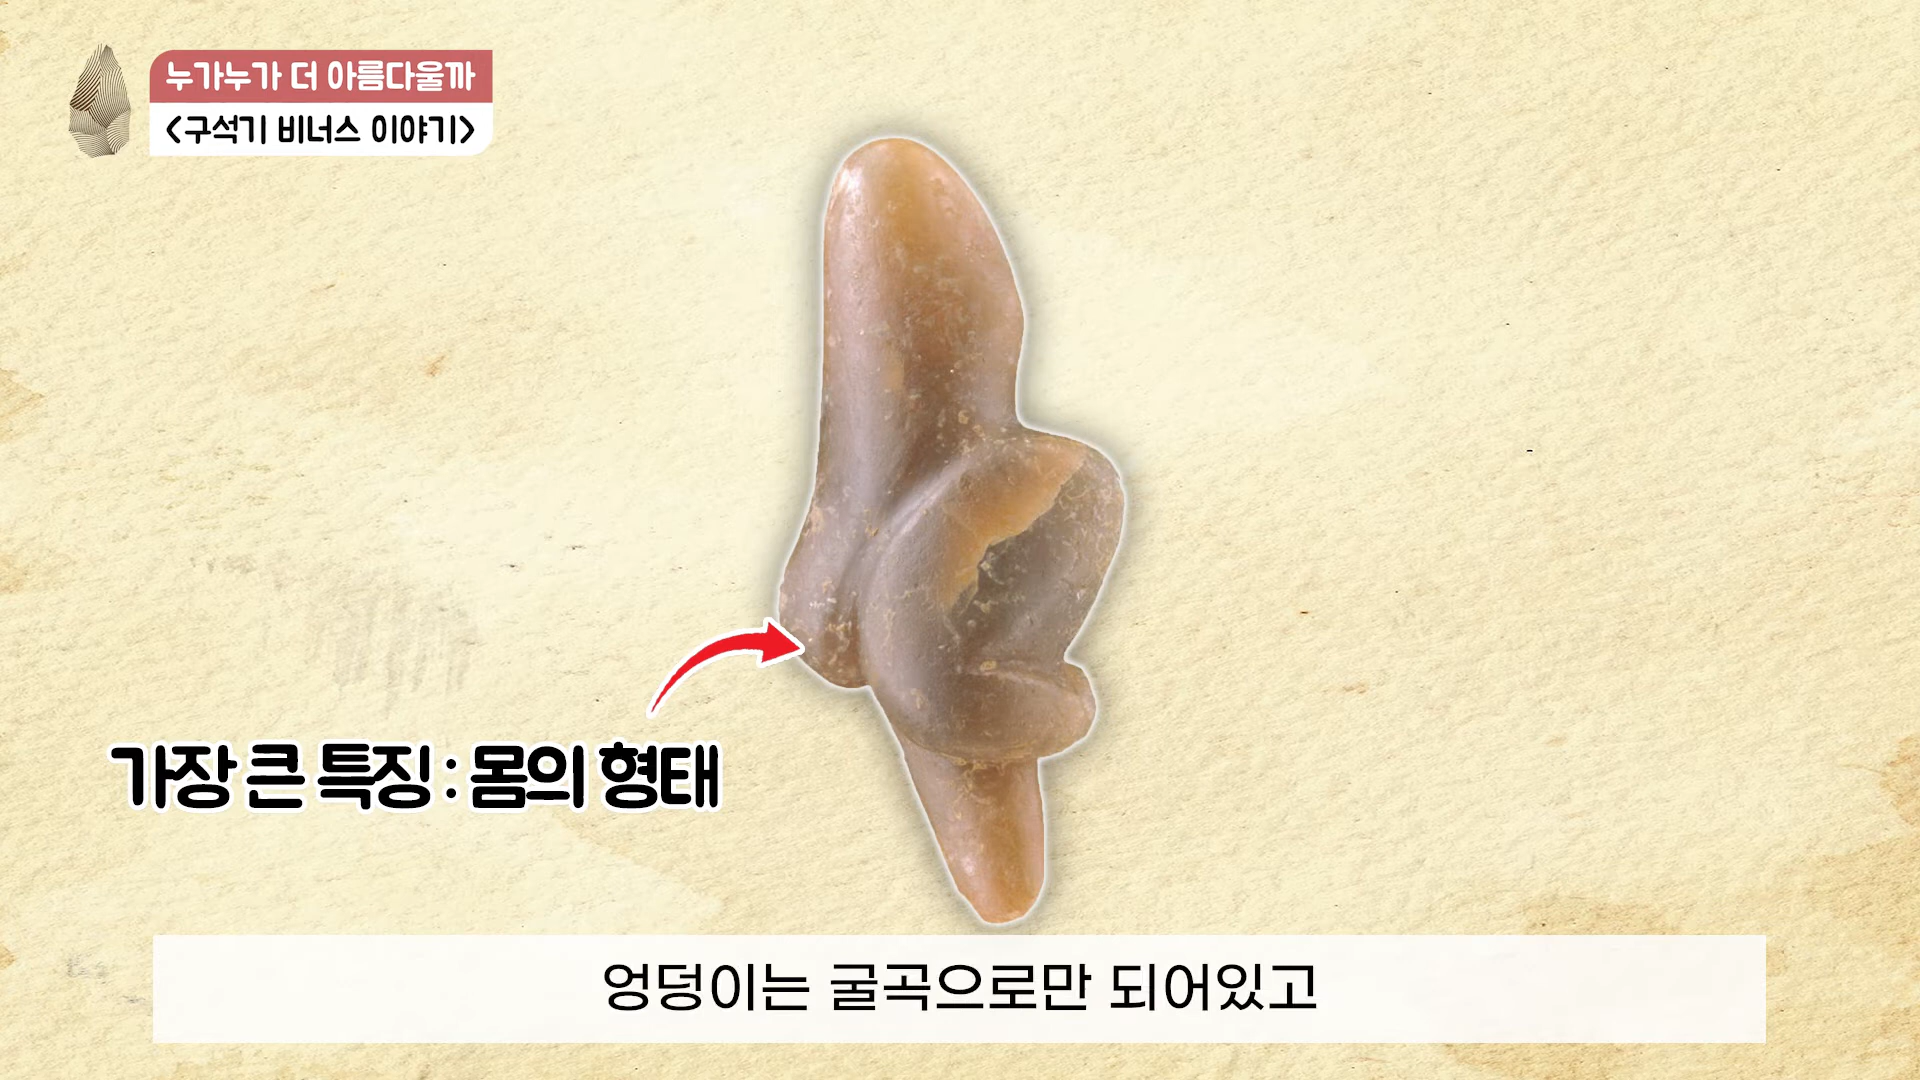 누가누가 더 아름다울까
<구석기 비너스 이야기>
가장 큰 특징 : 몸의 형태
엉덩이는 굴곡으로만 되어있고